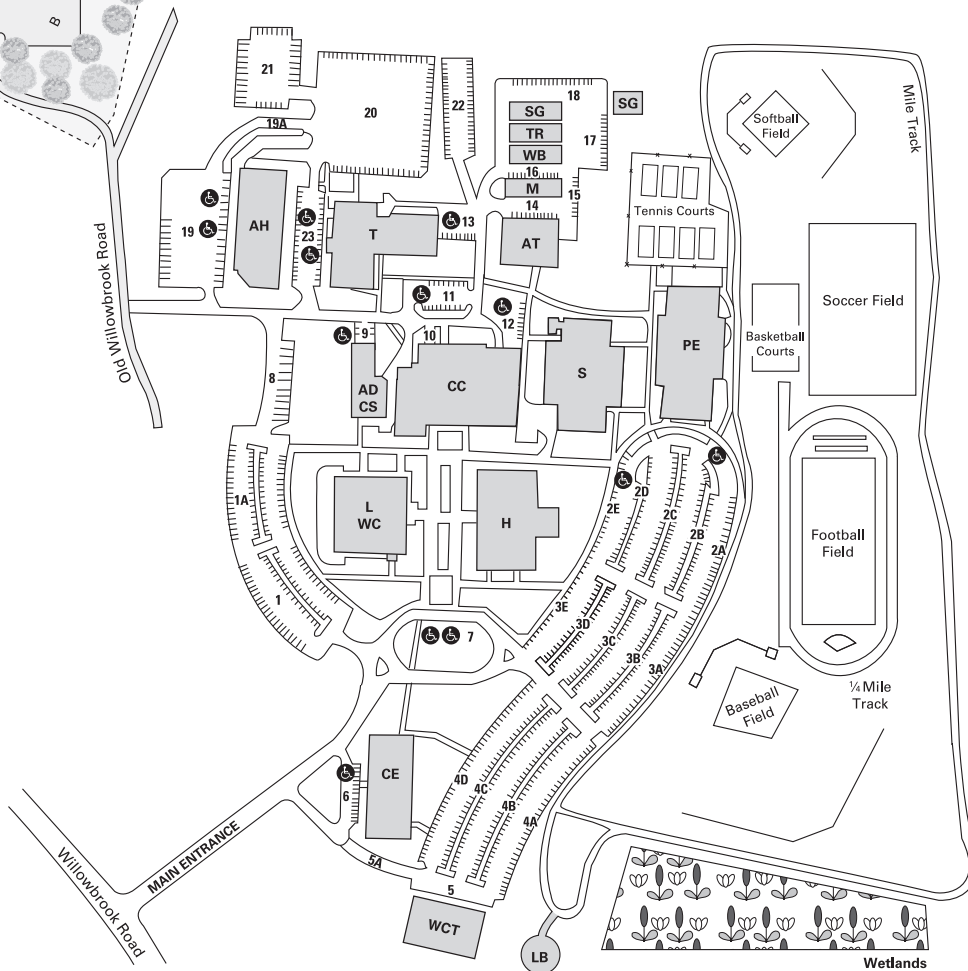 B
21
20
22
18
SG
SG
17
TR
WB
16
M
15
14
19A
Softball
Field
Mile Track
Tennis Courts
19
AH
23
T
13
AT
Old Willowbrook Road
11
12
Soccer Field
Basketball
Courts
9
10
PE
8
AD
CS
CC
S
1A
L
WC
H
2E
2D
2C
2B
2A
Football
Field
1
3E
3D
3C
3B
3A
7
¼ Mile
Track
Baseball
Field
CE
6
4D
4C
4B
4A
5A
5
MAIN ENTRANCE
Willowbrook Road
WCT
LB
Wetlands